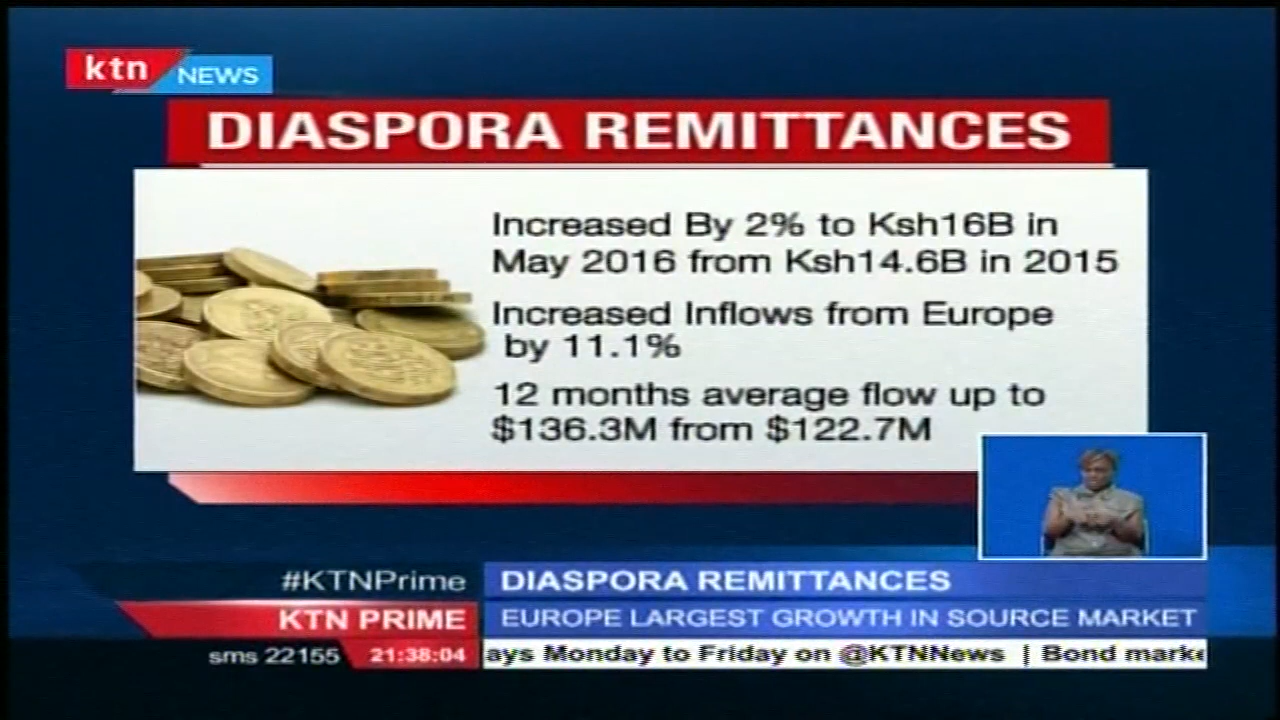 ktn NEWS
DIASPORA REMITTANCES
Increased By 2% to Ksh16B in
May 2016 from Ksh14.6B in 2015
Increased Inflows from Europe
by 11.1%
12 months average flow up to
$136.3M from $122.7M
#KTNPrime
DIASPORA REMITTANCES
KTN PRIME
EUROPE LARGEST GROWTH IN SOURCE MARKET
sms 22155
21:38:04
ays Monday to Friday on @KTNNews | Bond marke